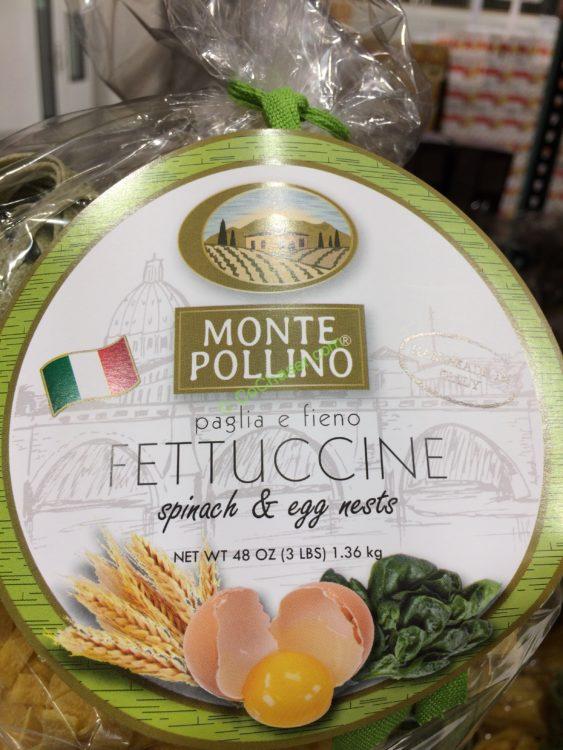 MONTE
POLLINO®
paglia e fieno
FETTUCCINE
spinach & egg nests
NET WT 48 OZ (3 LBS) 1.36 kg